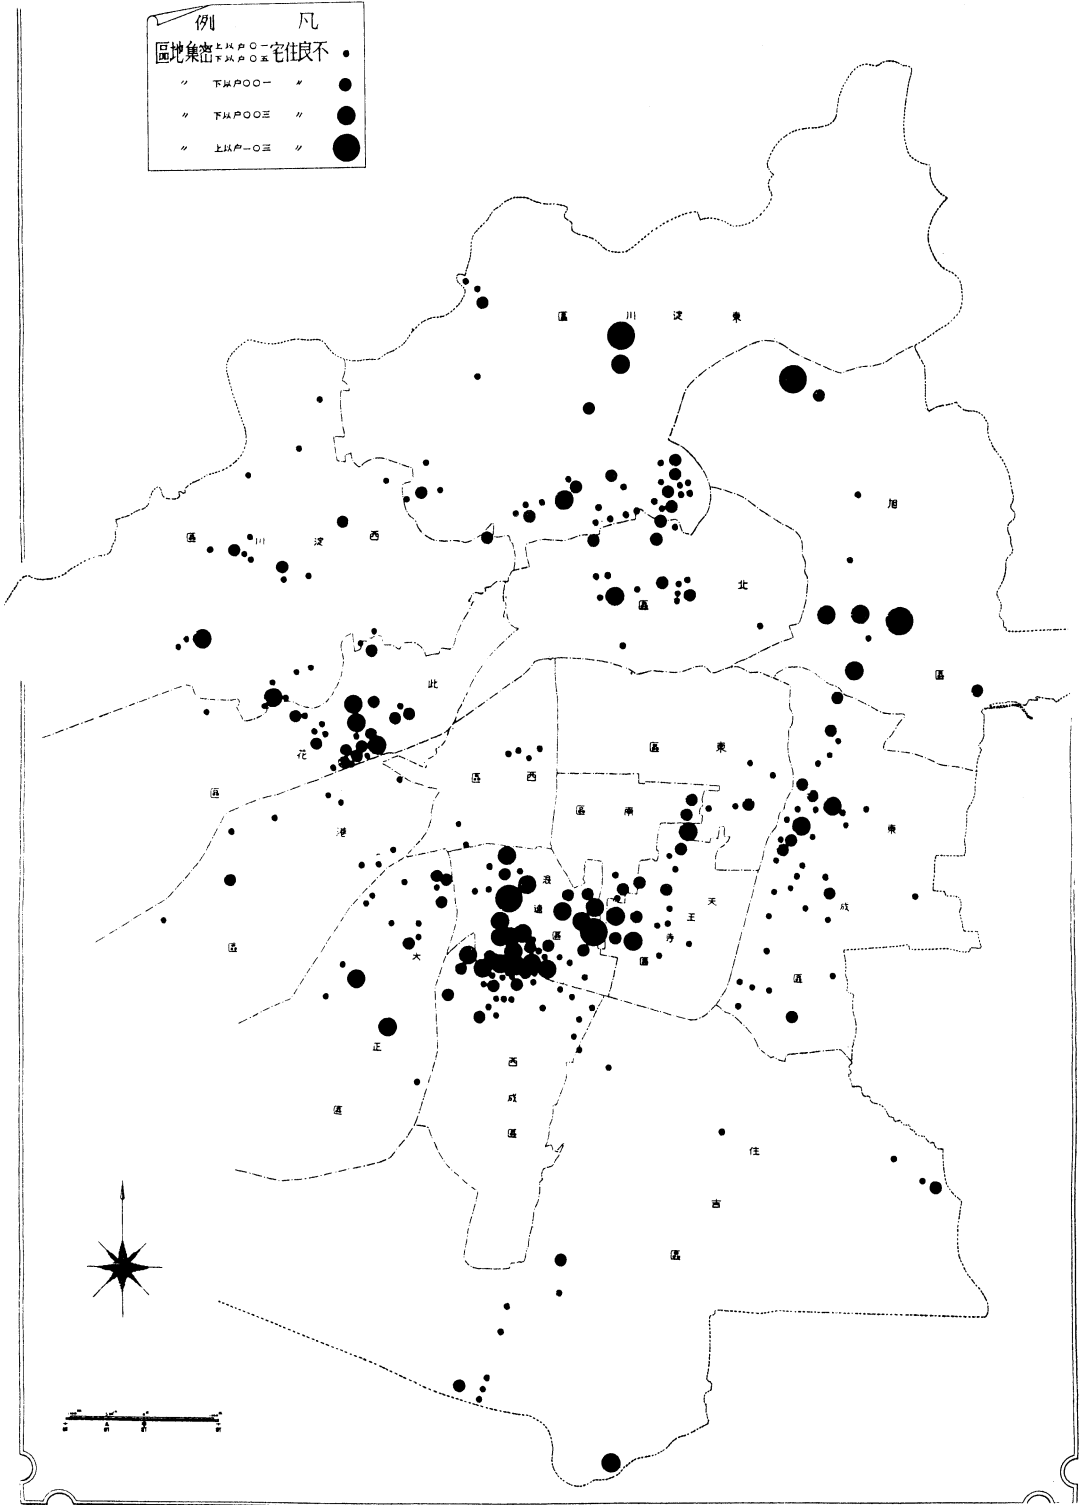 凡例
不良住宅一〇戸以上五〇戸以下密集地區
〃 一〇〇戸以下 〃
〃 三〇〇戸以下 〃
〃 三〇一戸以上 〃
東淀川區
西淀川區
旭區
北區
此花區
東區
西區
南區
港區
浪速區
天王寺區
東成區
大正區
西成區
住吉區